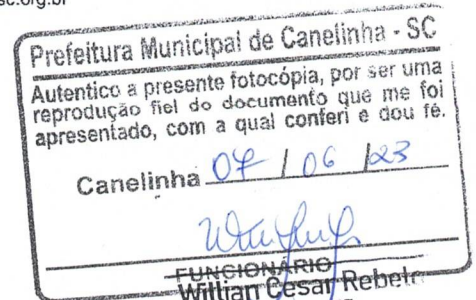 sc.org.br
Prefeitura Municipal de Canelinha - SC
Autentico a presente fotocópia, por ser uma
reprodução fiel do documento que me foi
apresentado, com a qual conferi e dou fé.
Canelinha 07 / 06 / 23
FUNCIONÁRIO
Willian Cesar Rebelo